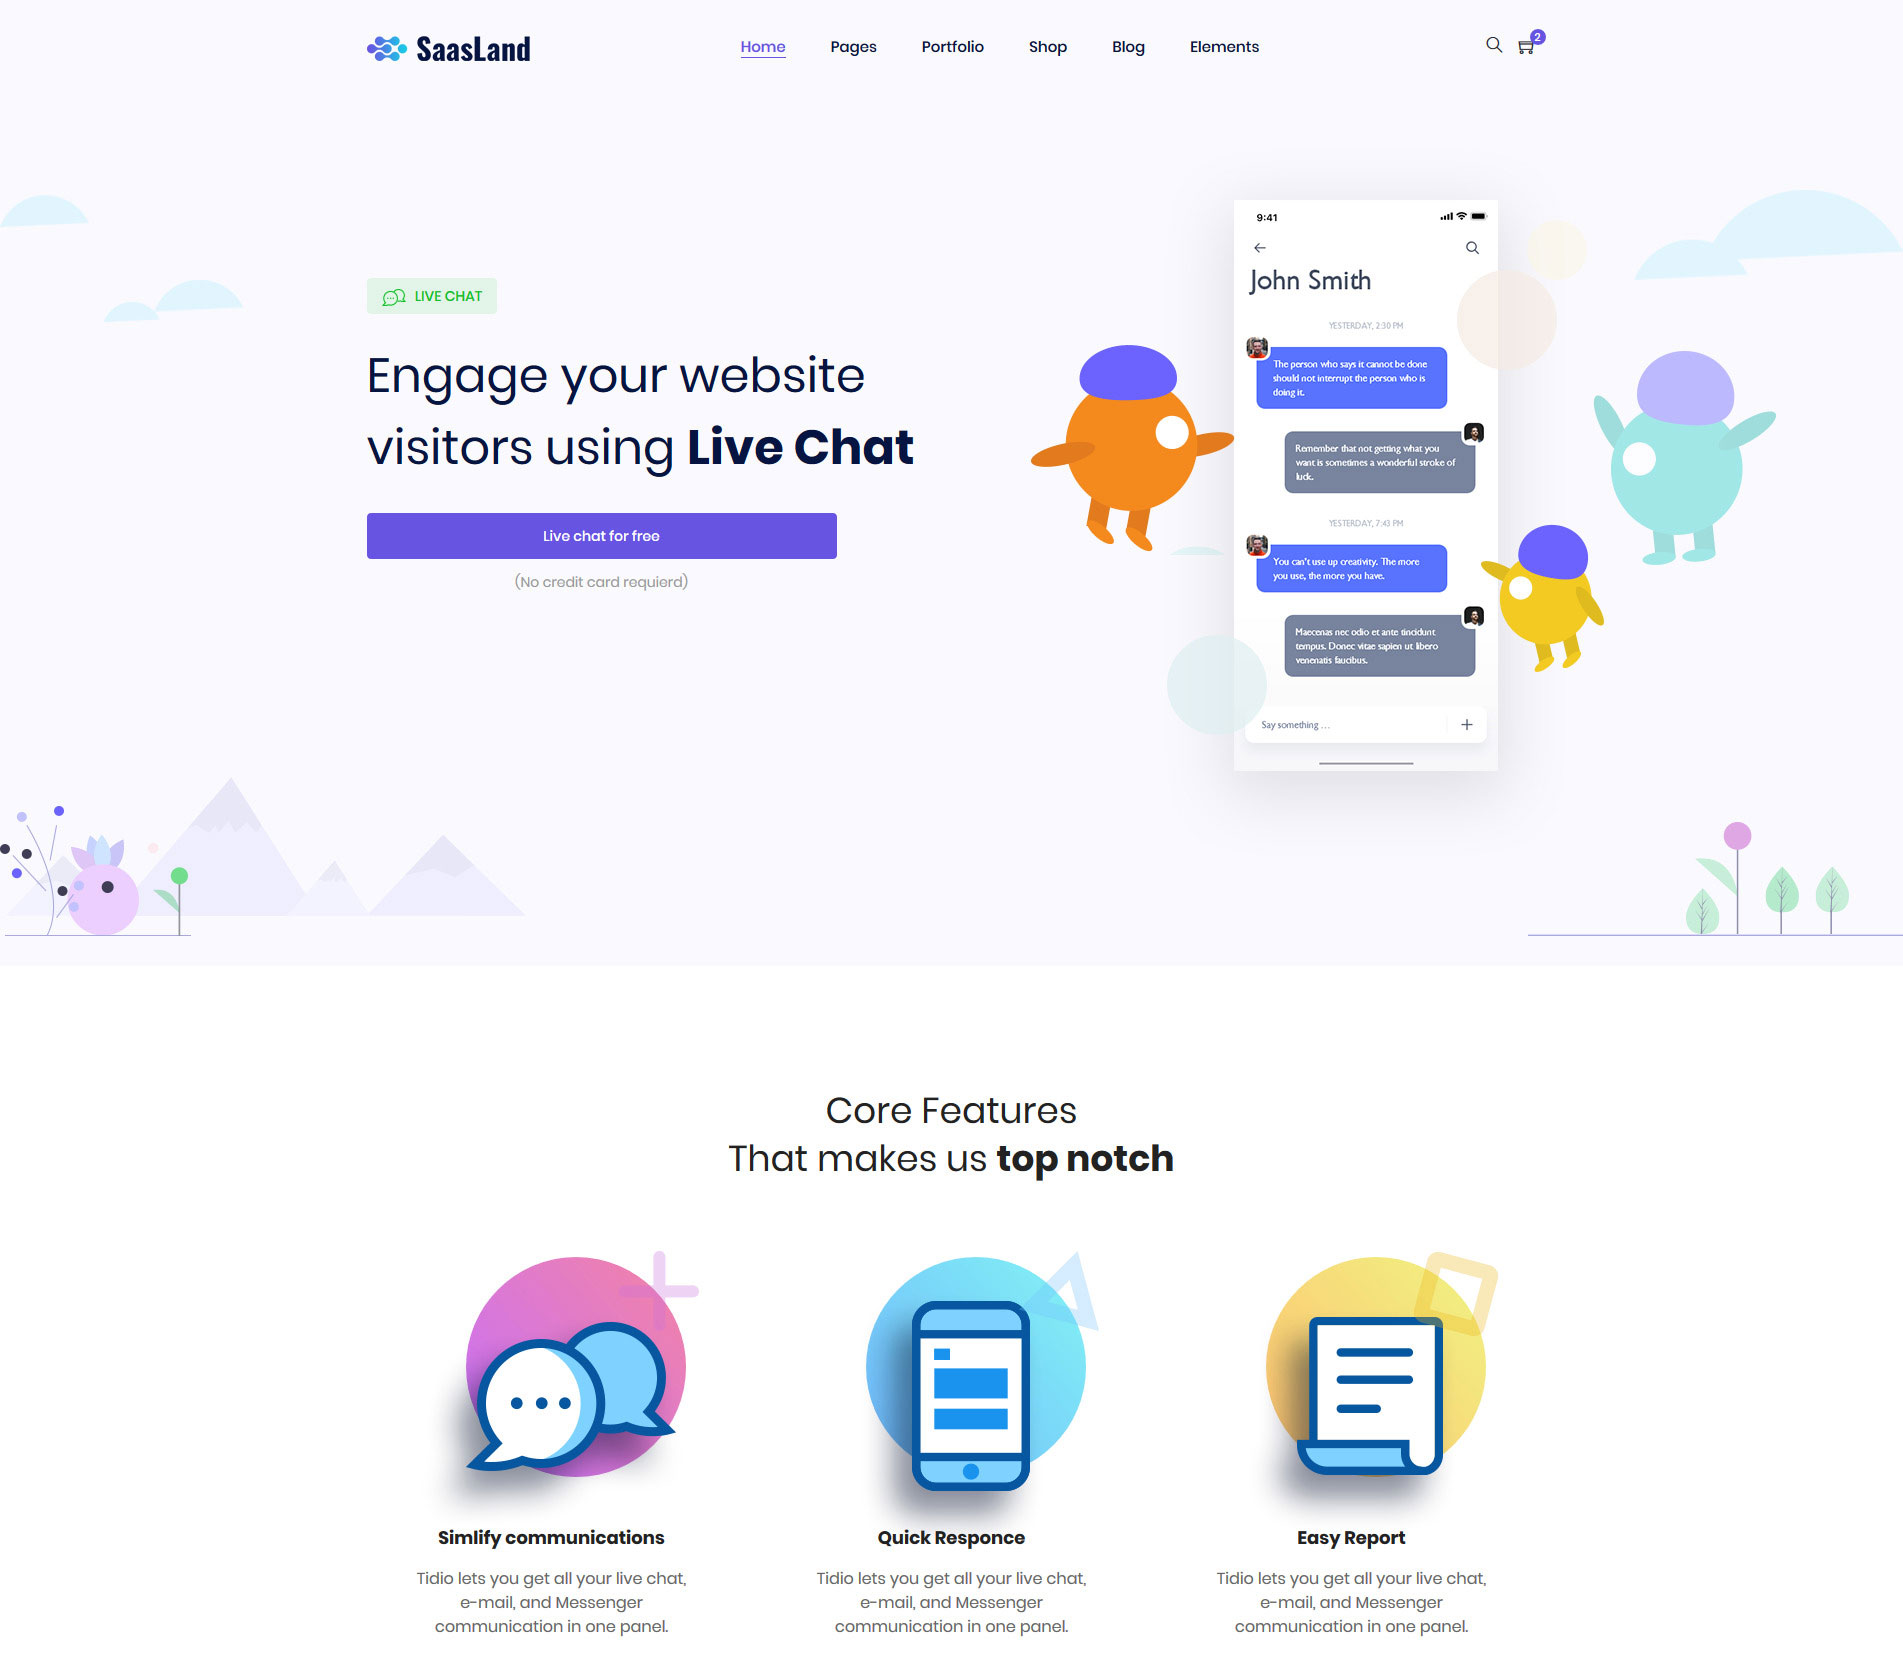 SaasLand
Home Pages Portfolio Shop Blog Elements
2
LIVE CHAT
Engage your website
visitors using Live Chat
Live chat for free
(No credit card requierd)
9:41
John Smith
YESTERDAY, 2:30 PM
The person who says it cannot be done
should not interrupt the person who is
doing it.
Remember that not getting what you
want is sometimes a wonderful stroke of
luck.
YESTERDAY, 7:43 PM
You can't use up creativity. The more
you use, the more you have.
Maecenas nec odio et ante tincidunt
tempus. Donec vitae sapien ut libero
venenatis faucibus.
Say something ...
Core Features
That makes us top notch
Simlify communications
Tidio lets you get all your live chat,
e-mail, and Messenger
communication in one panel.
Quick Responce
Tidio lets you get all your live chat,
e-mail, and Messenger
communication in one panel.
Easy Report
Tidio lets you get all your live chat,
e-mail, and Messenger
communication in one panel.